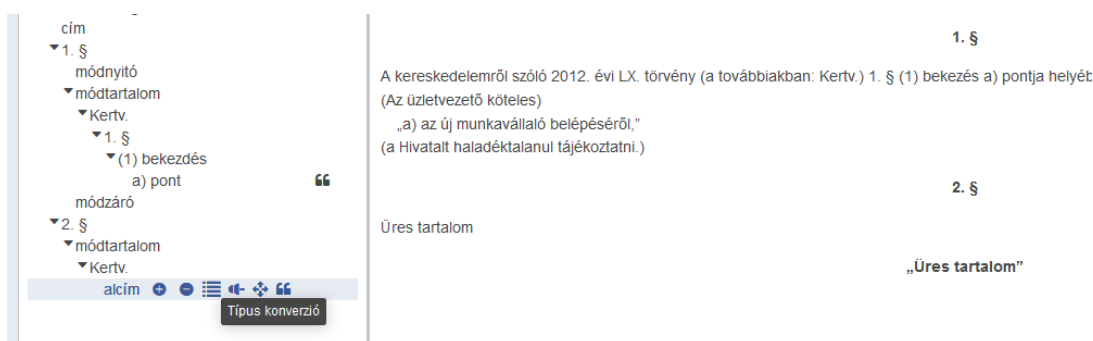 cím
1. §
módnyitó
módtartalom
Kertv.
1. §
(1) bekezdés
a) pont
módzáró
2. §
módtartalom
Kertv.
alcím
Típus konverzió
1. §
A kereskedelemről szóló 2012. évi LX. törvény (a továbbiakban: Kertv.) 1. § (1) bekezés a) pontja helyéb
(Az üzletvezető köteles)
„a) az új munkavállaló belépéséről,”
(a Hivatalt haladéktalanul tájékoztatni.)
2. §
Üres tartalom
„Üres tartalom”